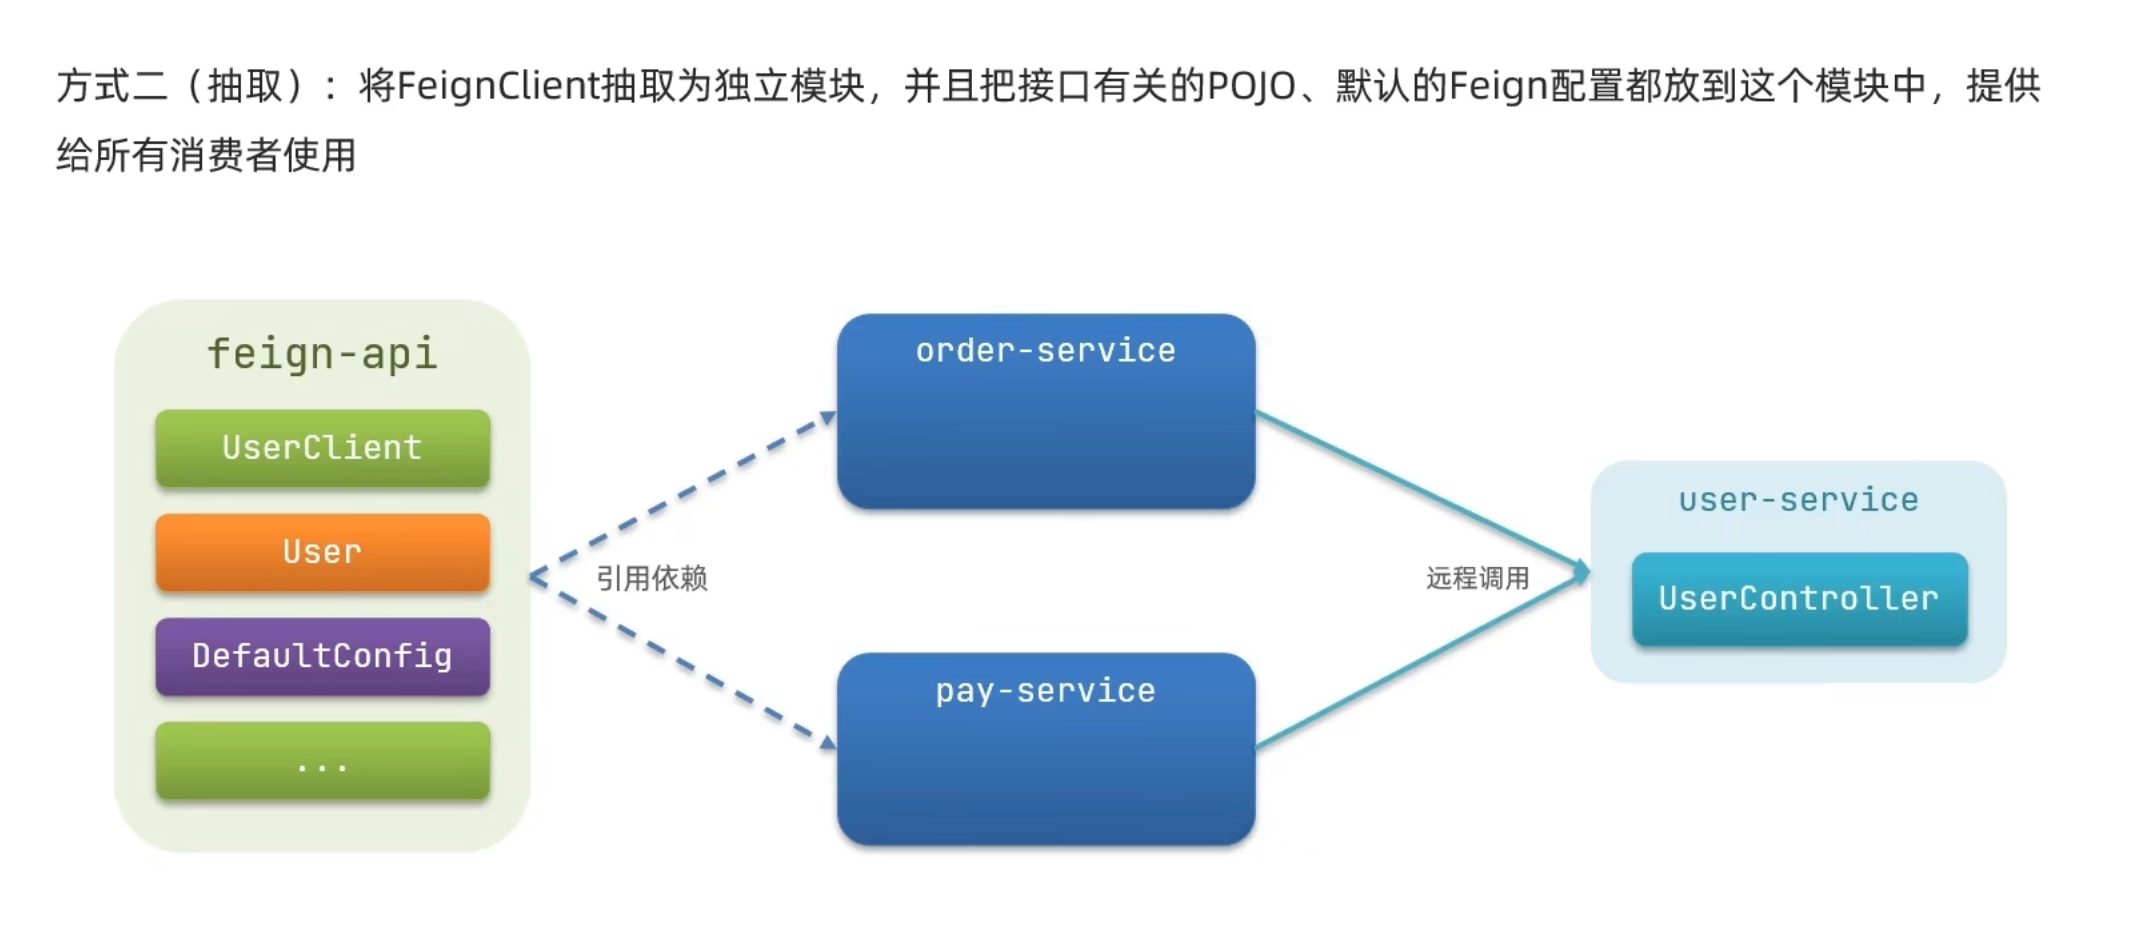 方式二（抽取）：将FeignClient抽取为独立模块，并且把接口有关的POJO、默认的Feign配置都放到这个模块中，提供
给所有消费者使用
feign-api
UserClient
User
DefaultConfig
...
引用依赖
order-service
pay-service
远程调用
user-service
UserController